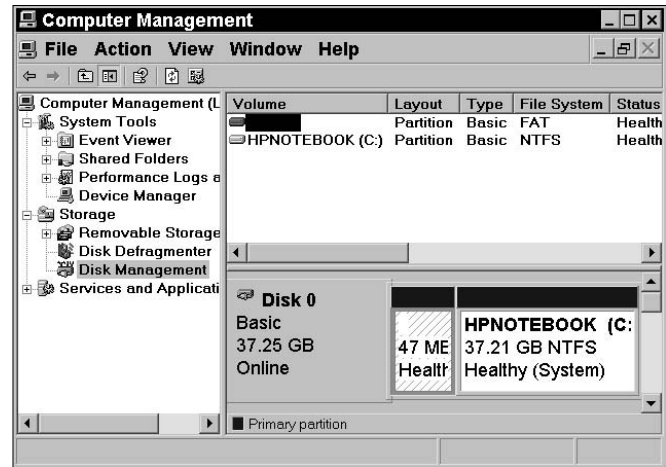 Computer Management
File Action View Window Help
Computer Management (L
System Tools
Event Viewer
Shared Folders
Performance Logs a
Device Manager
Storage
Removable Storage
Disk Defragmenter
Disk Management
Services and Applicati
Volume Layout Type File System Status
Partition Basic FAT Health
HPNOTEBOOK (C:) Partition Basic NTFS Health
Disk 0
Basic
37.25 GB
Online
47 ME
Healtl
HPNOTEBOOK (C:
37.21 GB NTFS
Healthy (System)
Primary partition